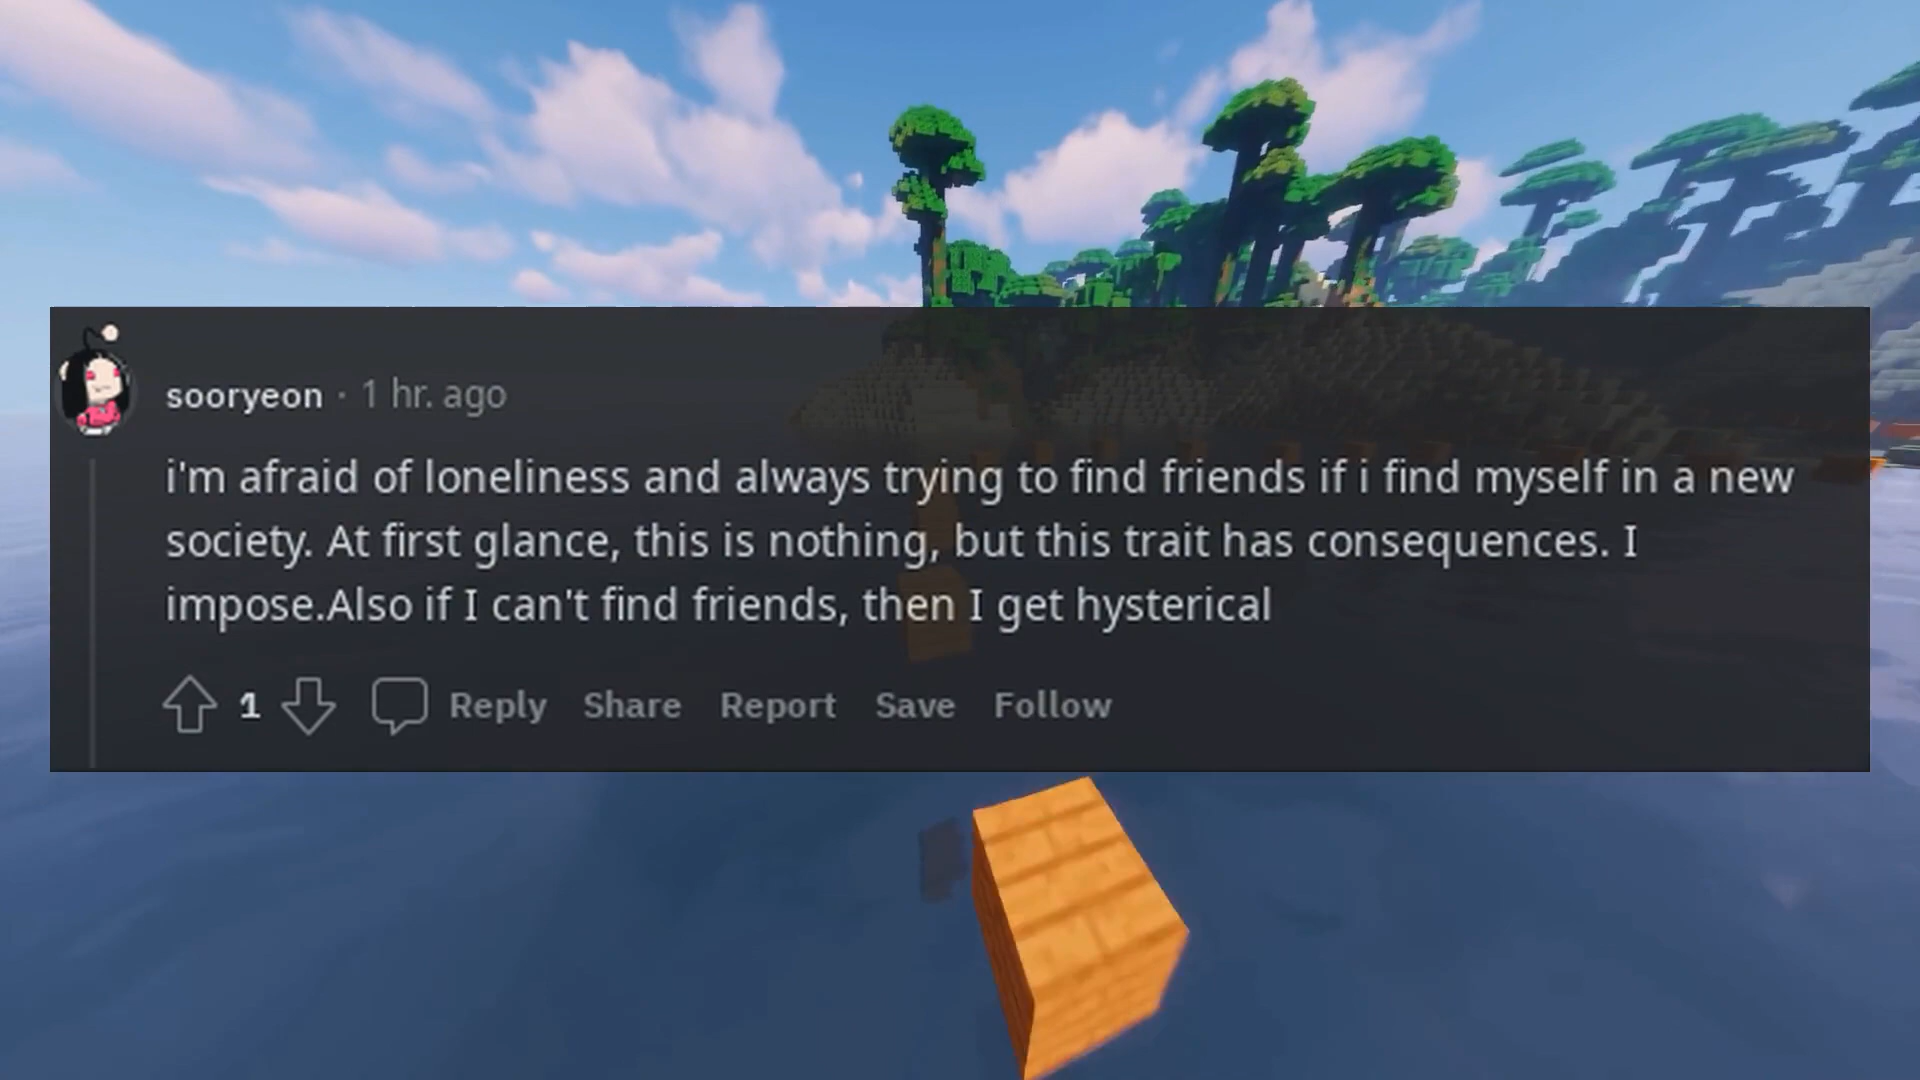 sooryeon · 1 hr. ago
i'm afraid of loneliness and always trying to find friends if i find myself in a new
society. At first glance, this is nothing, but this trait has consequences. I
impose.Also if I can't find friends, then I get hysterical
1 Reply Share Report Save Follow